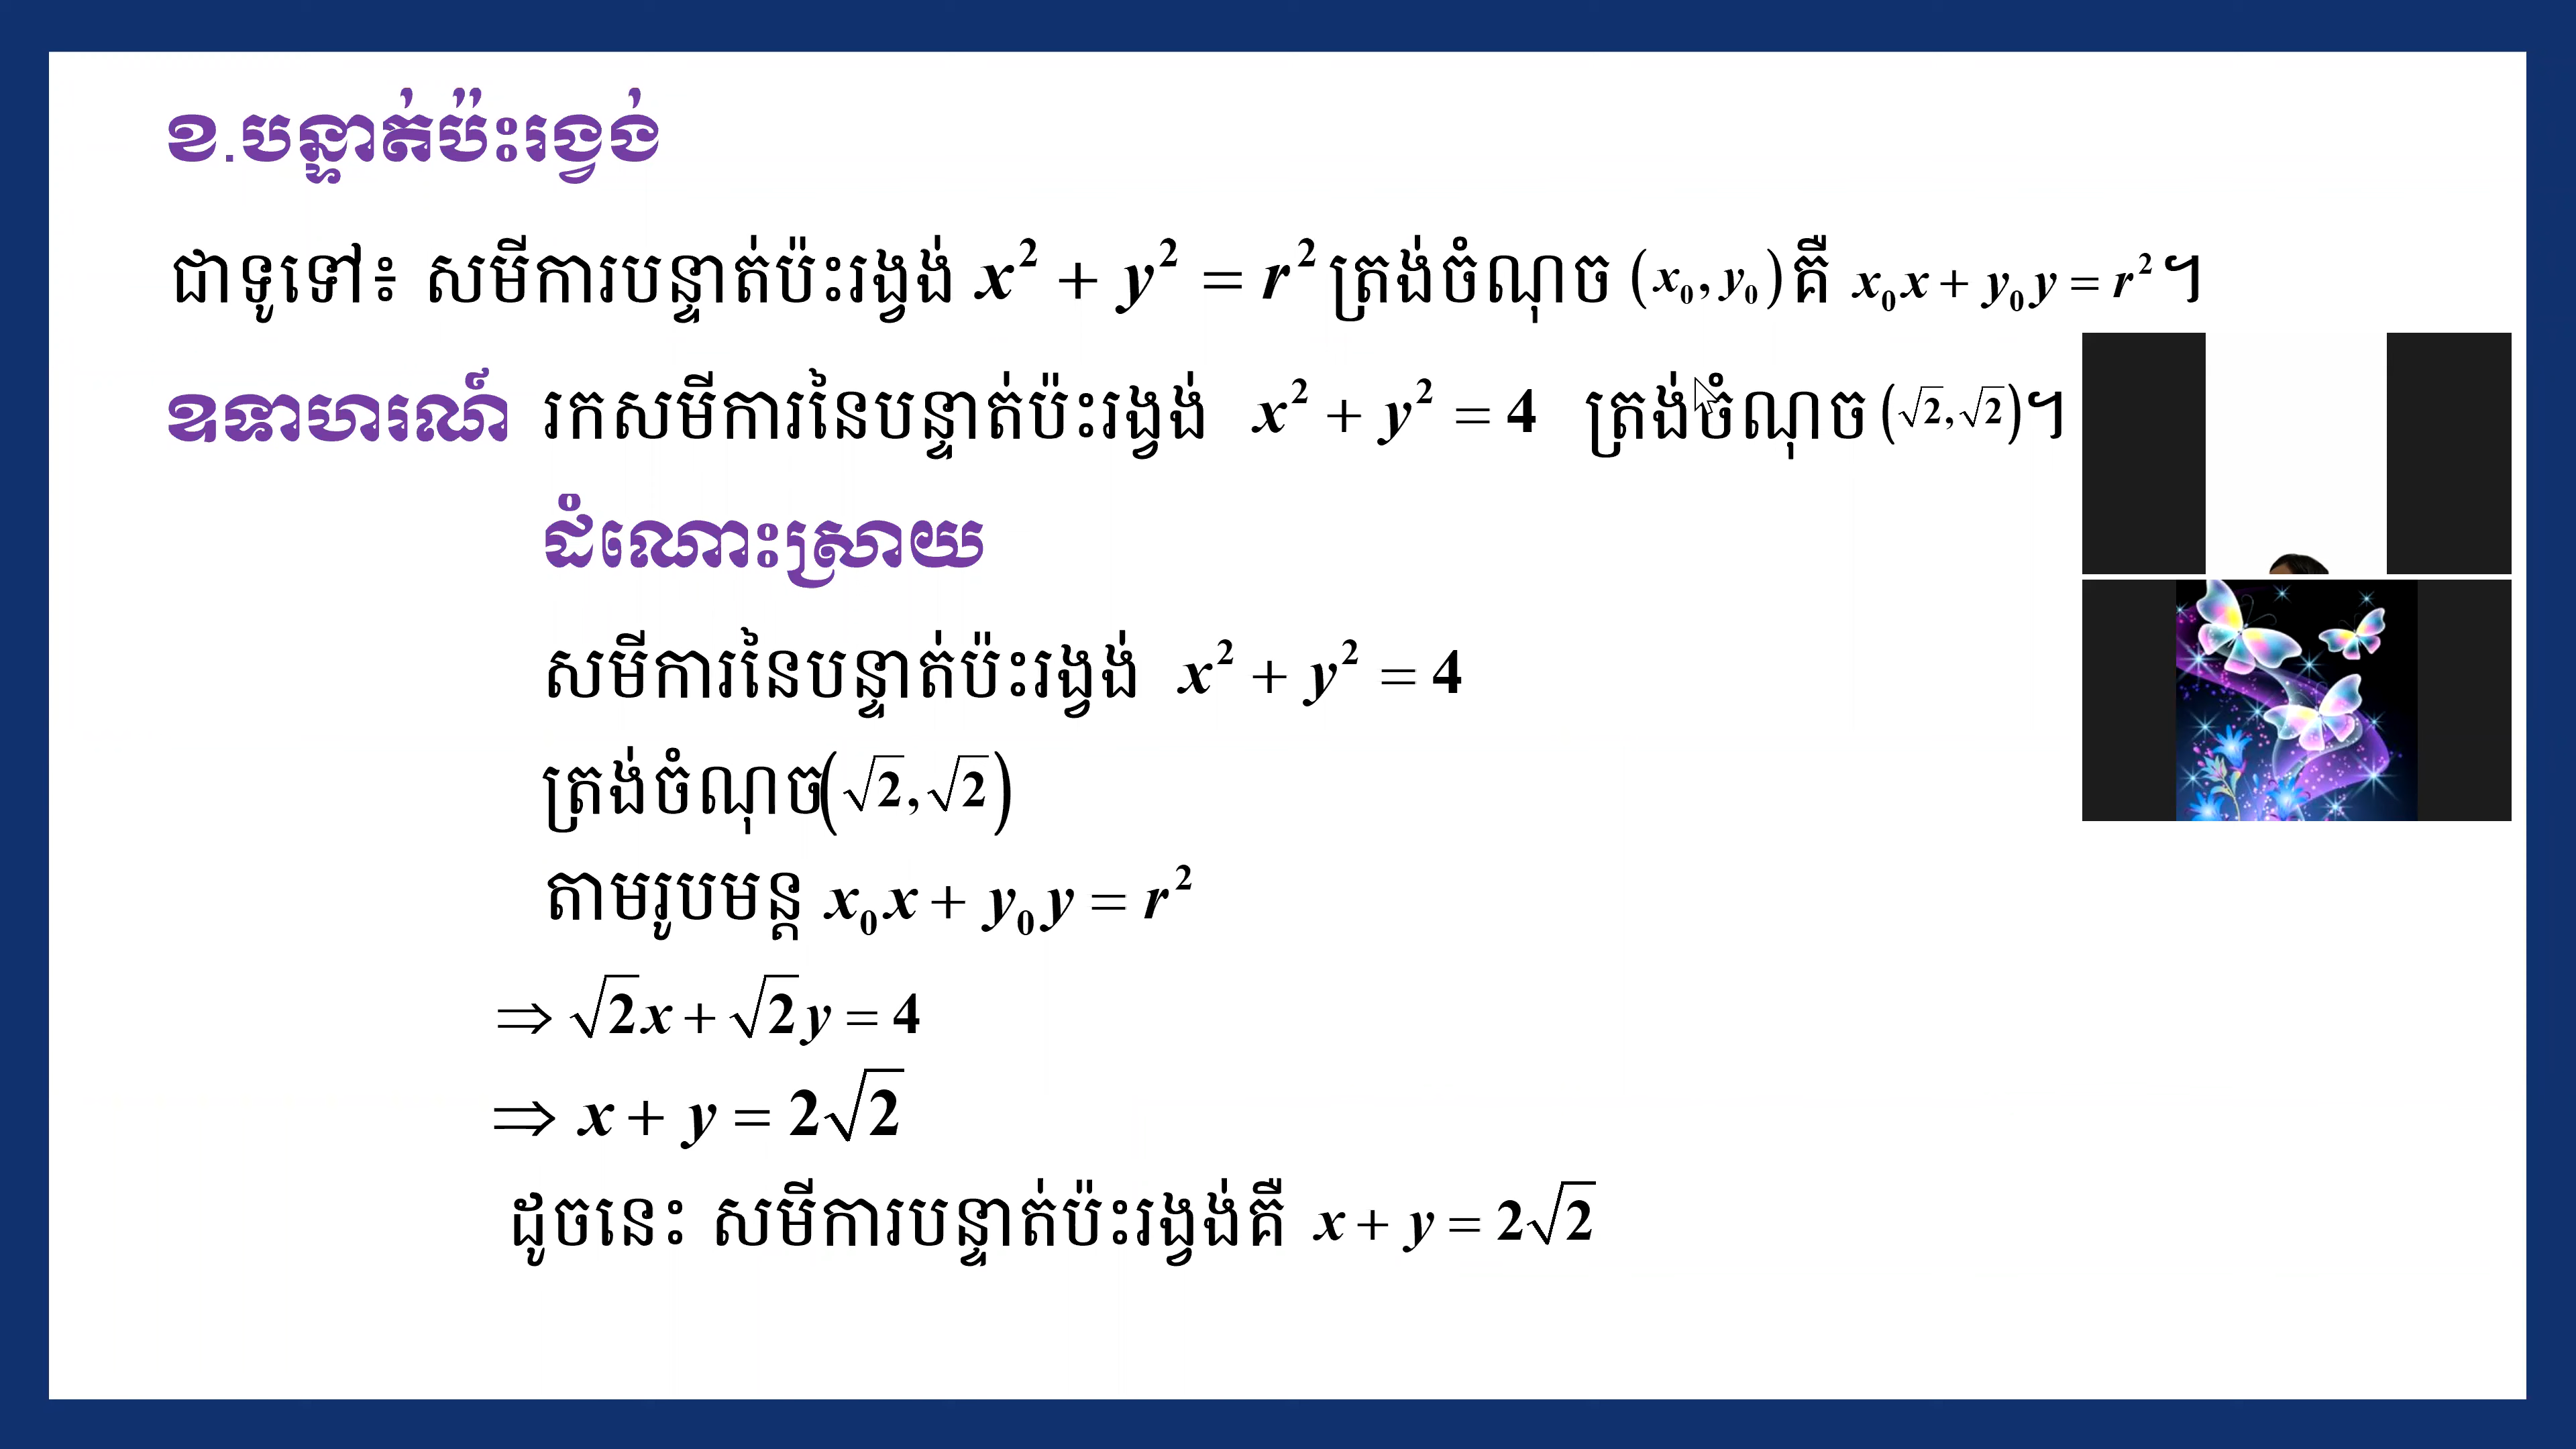 ខ.បន្ទាត់ប៉ះរង្វង់
ជាទូទៅ៖ សមីការបន្ទាត់ប៉ះរង្វង់ x² + y² = r² ត្រង់ចំណុច (x₀, y₀) គឺ x₀x + y₀y = r² ។
ឧទាហរណ៍ រកសមីការនៃបន្ទាត់ប៉ះរង្វង់ x² + y² = 4 ត្រង់ចំណុច (√2, √2)។
ដំណោះស្រាយ
សមីការនៃបន្ទាត់ប៉ះរង្វង់ x² + y² = 4
ត្រង់ចំណុច(√2, √2)
តាមរូបមន្ត x₀x + y₀y = r²
⇒ √2x + √2y = 4
⇒ x + y = 2√2
ដូចនេះ សមីការបន្ទាត់ប៉ះរង្វង់គឺ x + y = 2√2